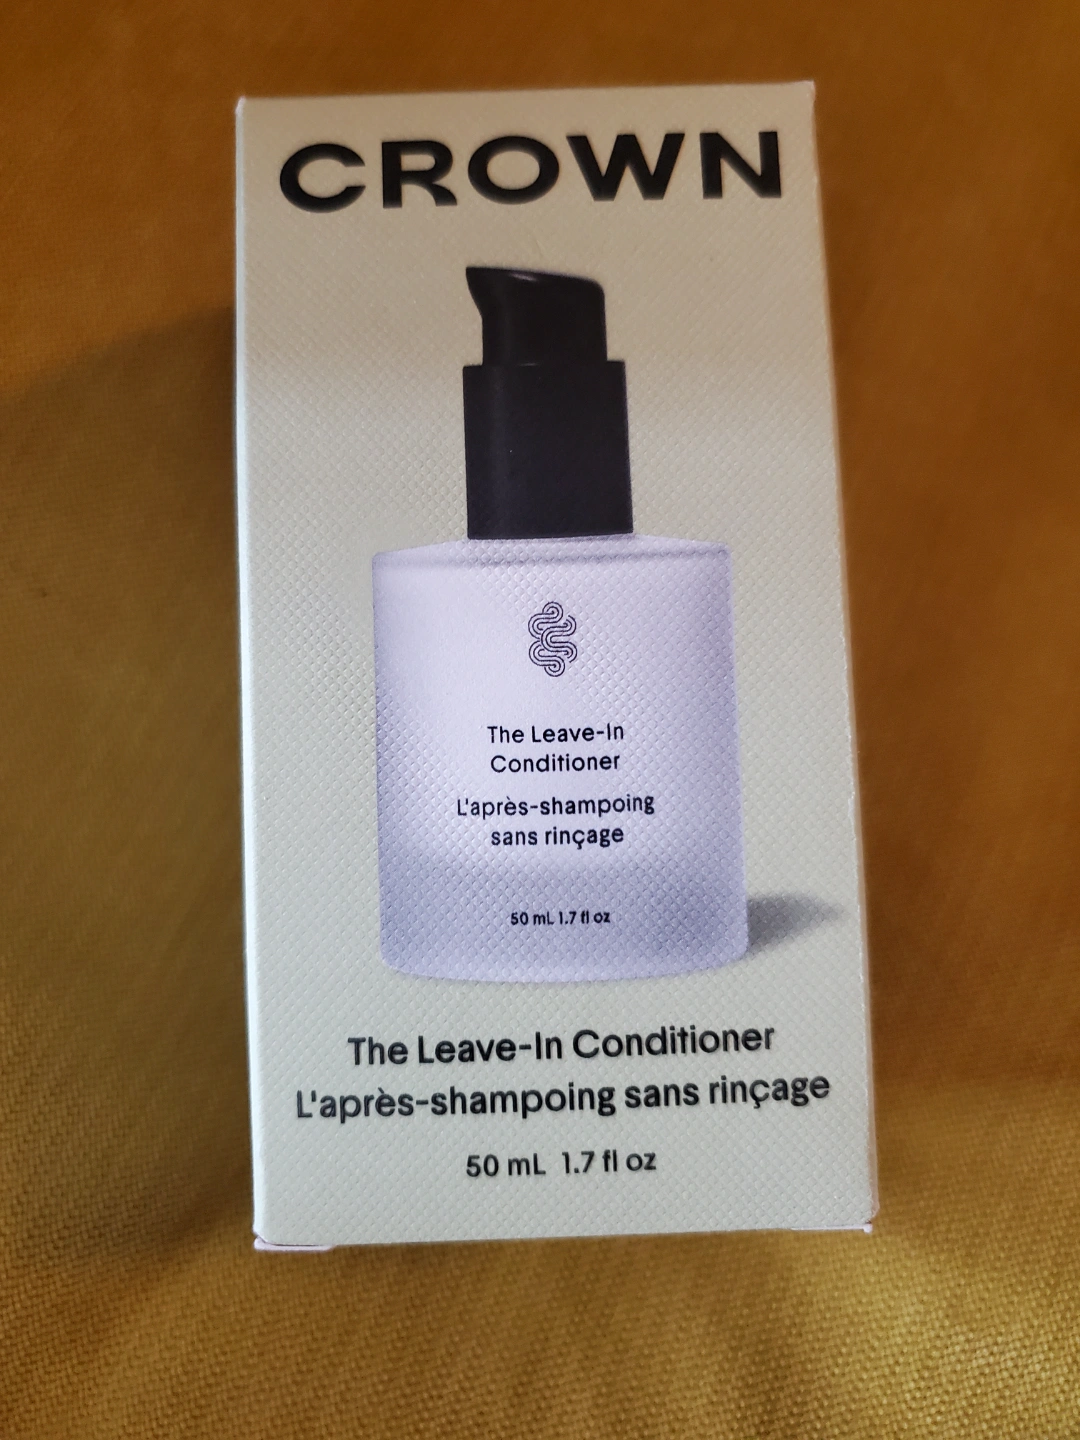 CROWN
The Leave-In
Conditioner
L'après-shampoing
sans rinçage
50 mL 1.7 fl oz
The Leave-In Conditioner
L'après-shampoing sans rinçage
50 mL 1.7 fl oz